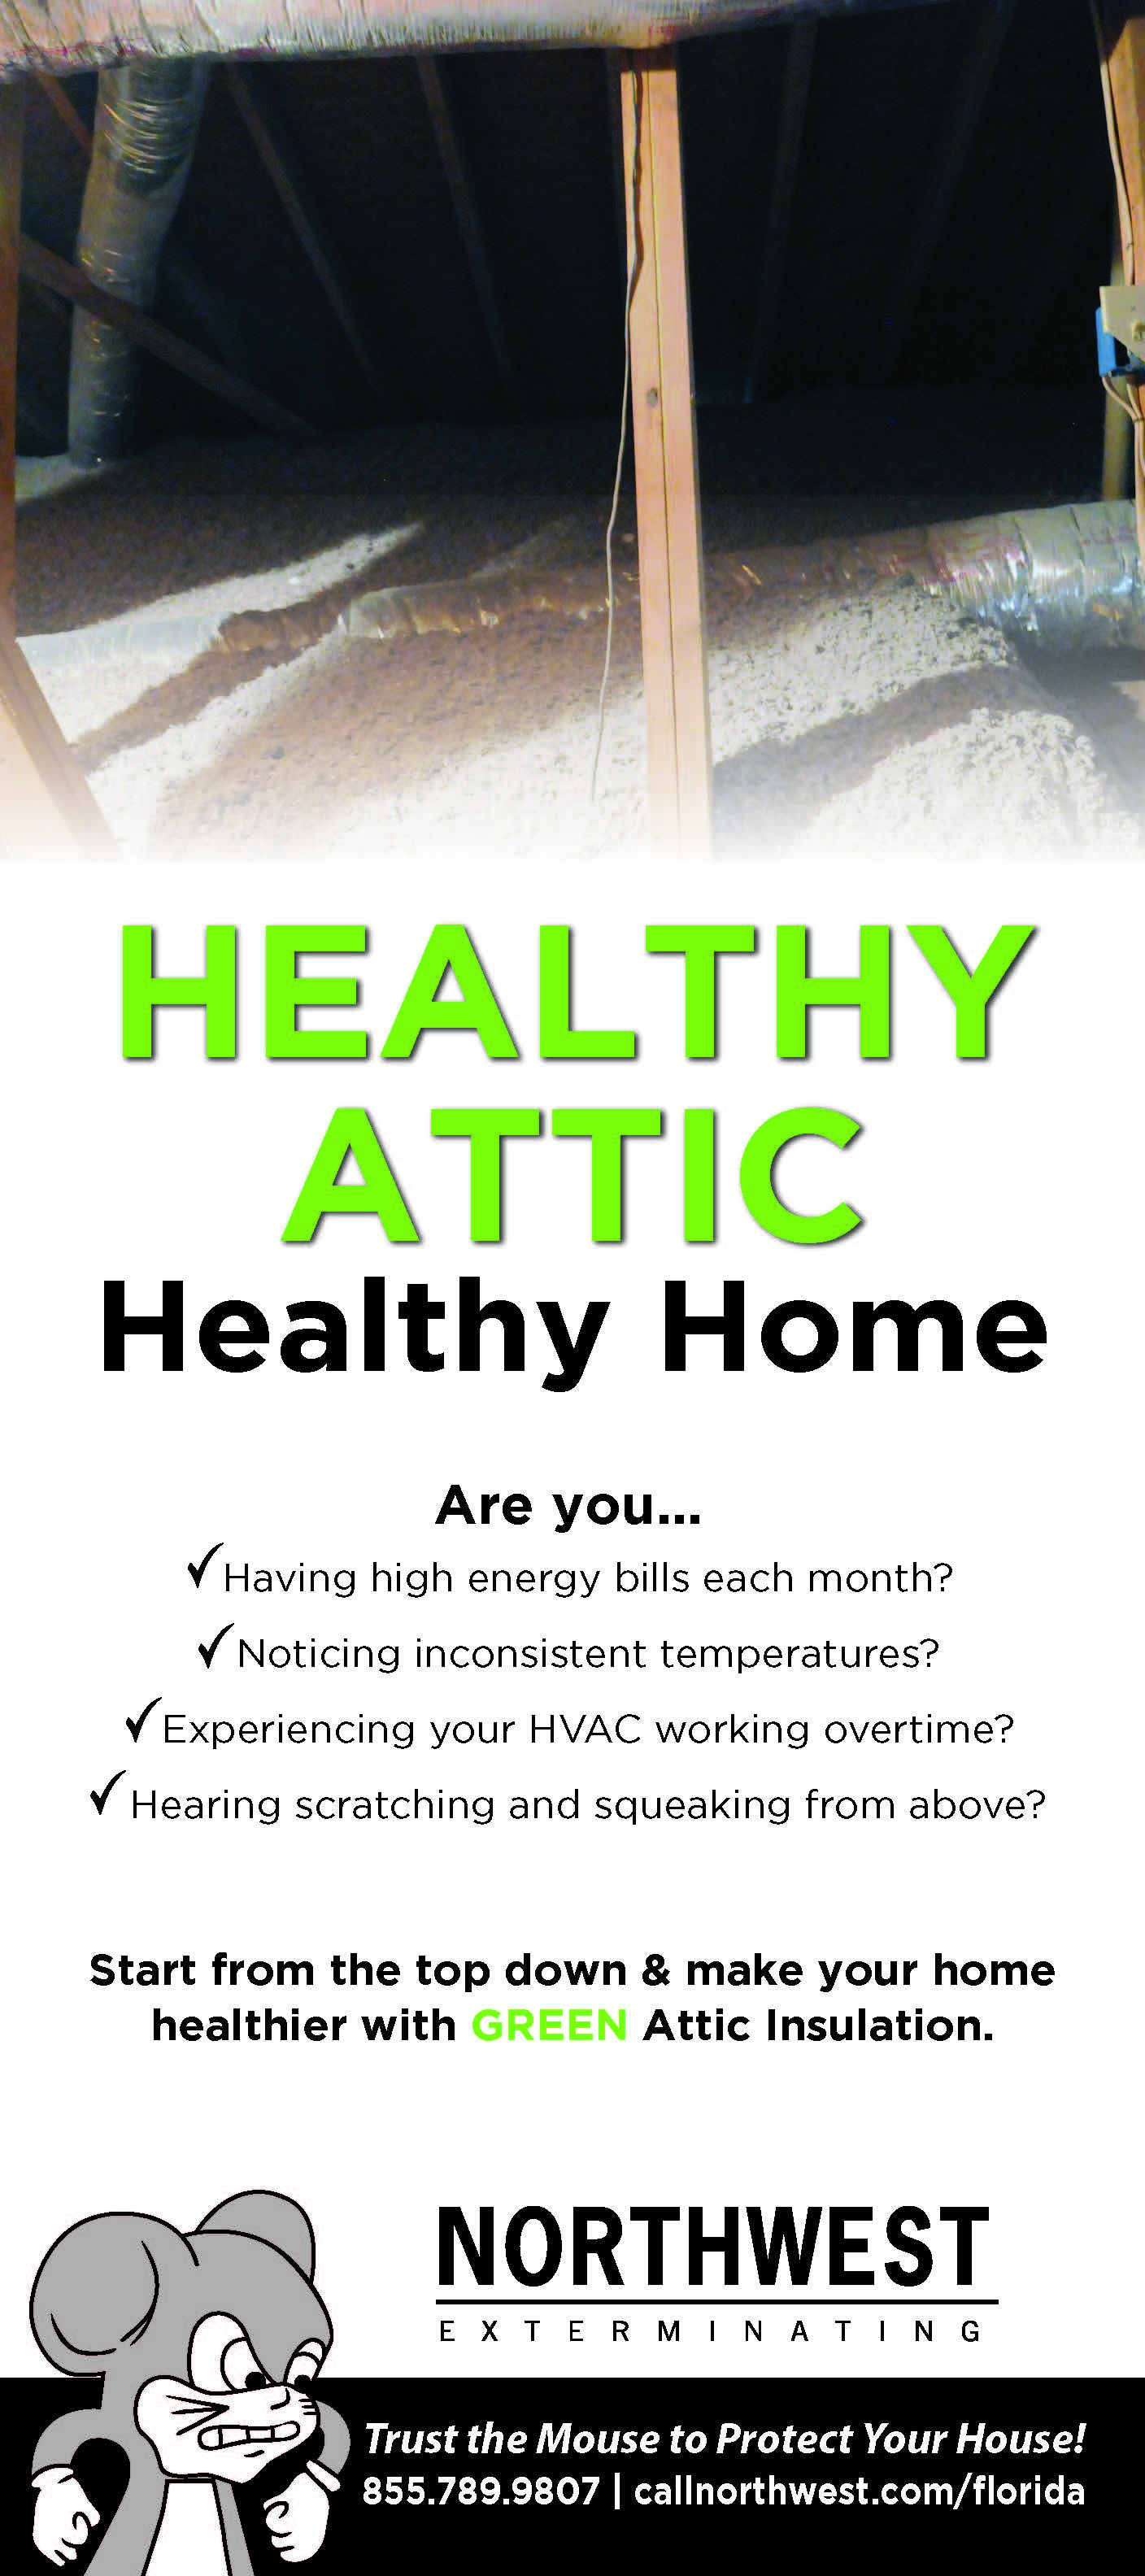 HEALTHY
ATTIC
Healthy Home
Are you...
✓Having high energy bills each month?
✓Noticing inconsistent temperatures?
✓Experiencing your HVAC working overtime?
✓Hearing scratching and squeaking from above?
Start from the top down & make your home
healthier with GREEN Attic Insulation.
NORTHWEST
EXTERMINATING
Trust the Mouse to Protect Your House!
855.789.9807 | callnorthwest.com/florida